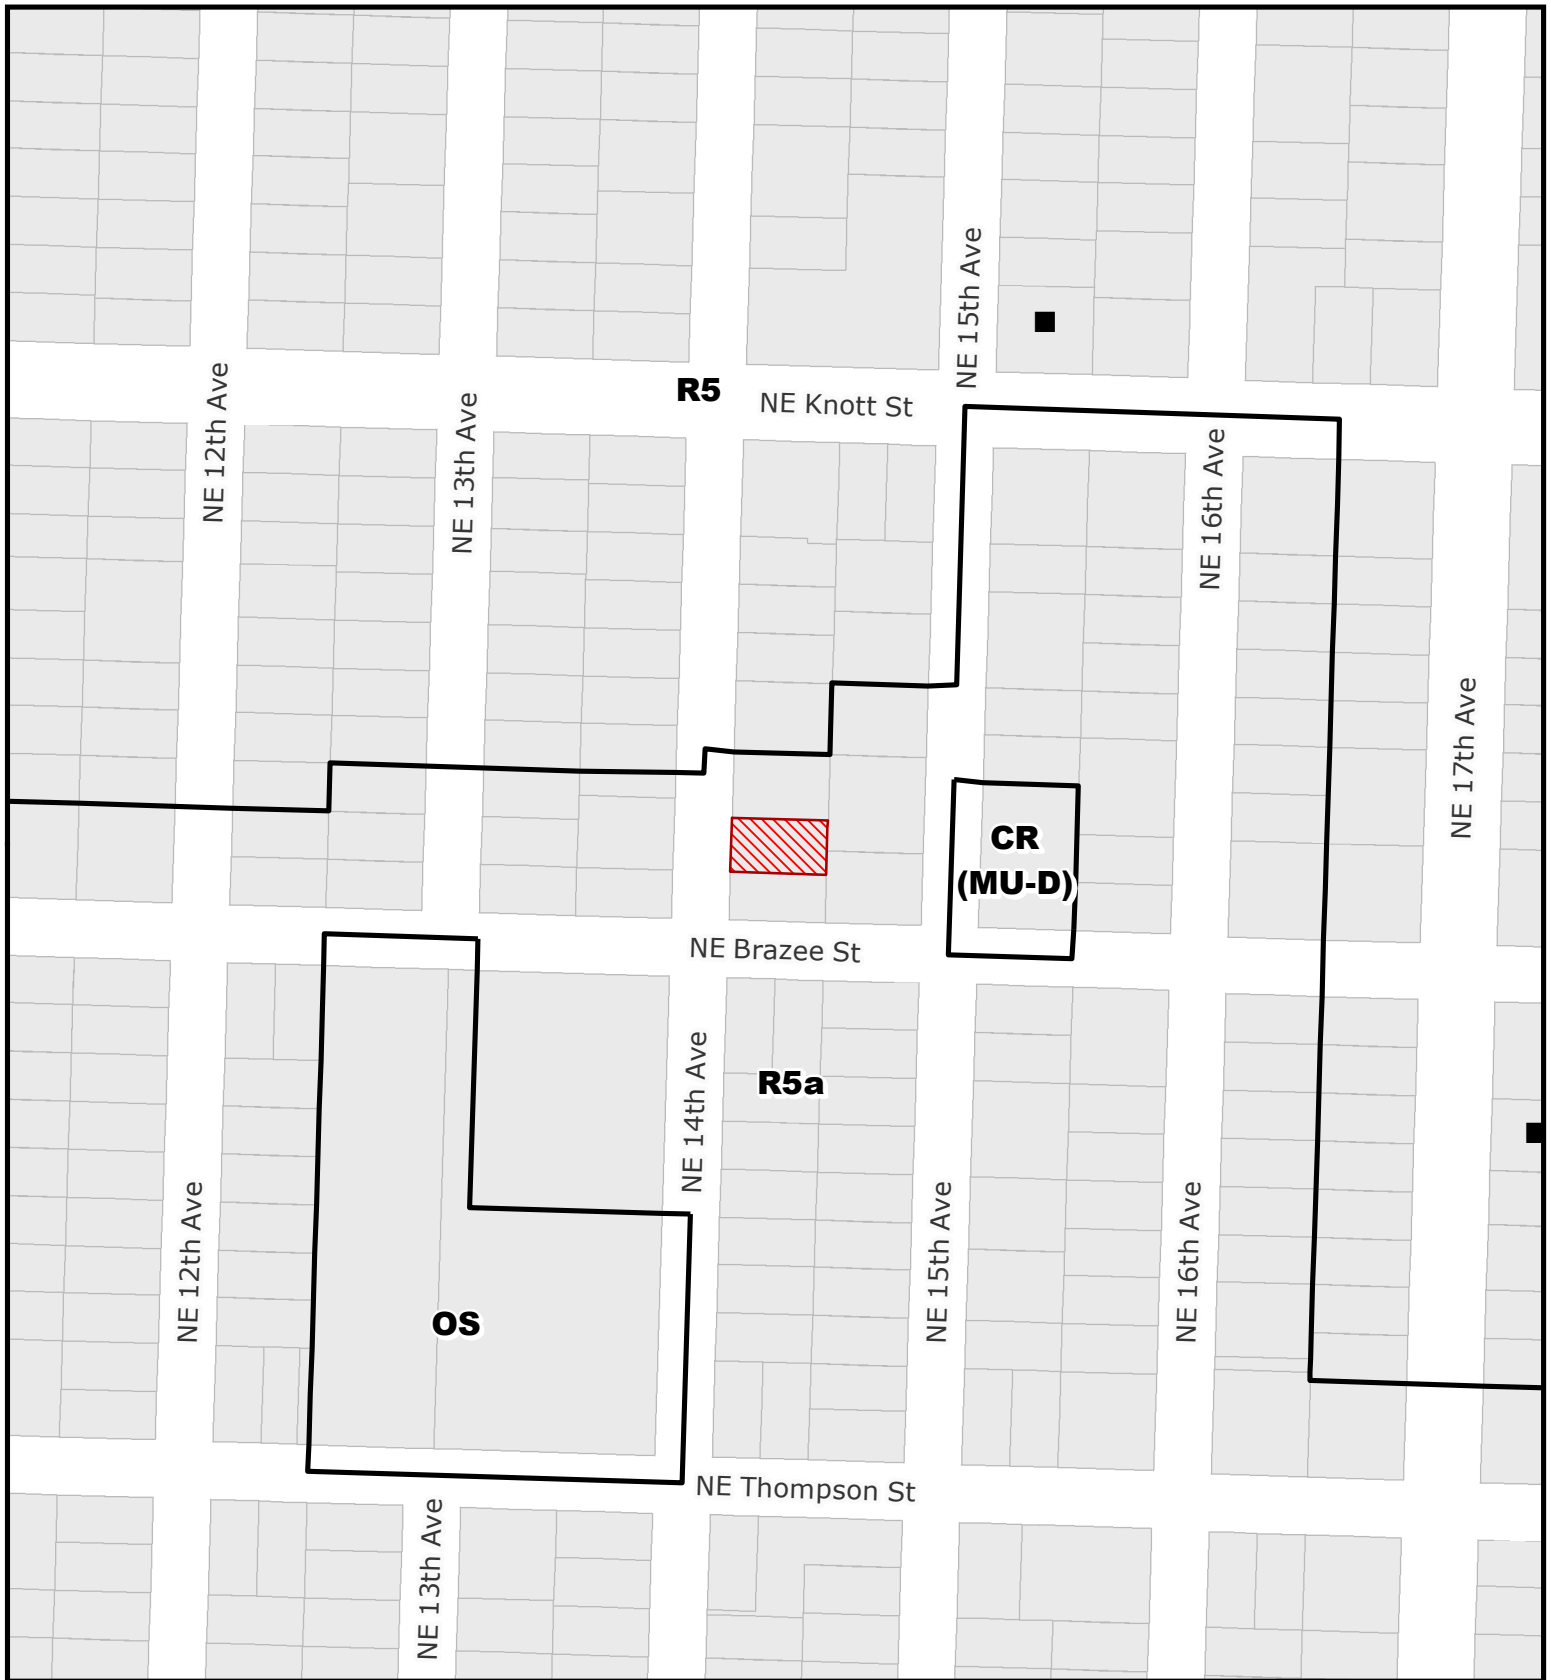 NE 15th Ave
R5
NE Knott St
NE 12th Ave
NE 13th Ave
NE 16th Ave
NE 17th Ave
CR
(MU-D)
NE Brazee St
NE 14th Ave
R5a
NE 12th Ave
NE 15th Ave
NE 16th Ave
OS
NE Thompson St
NE 13th Ave